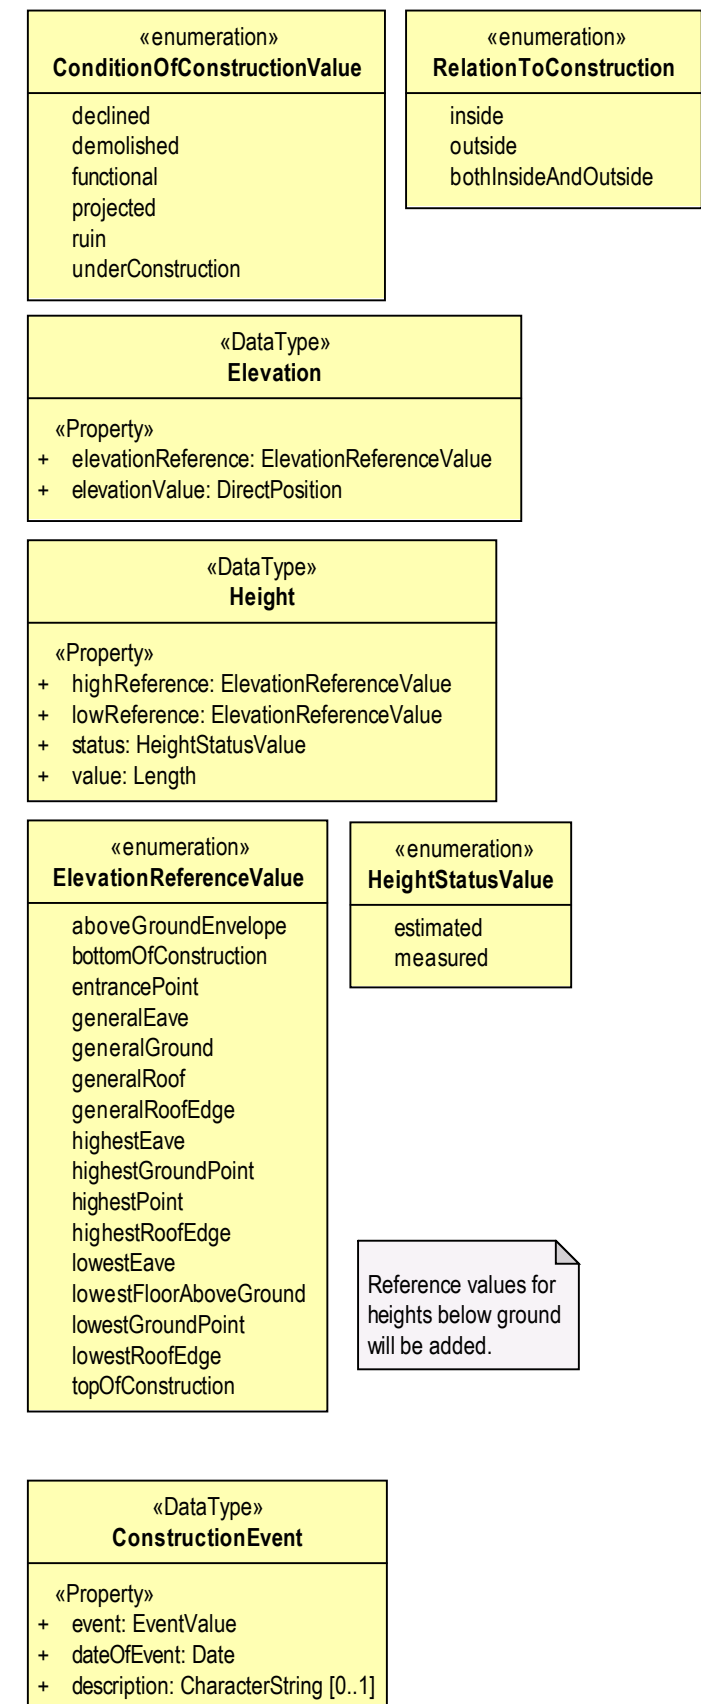 «enumeration»
ConditionOfConstructionValue
declined
demolished
functional
projected
ruin
underConstruction
«enumeration»
RelationToConstruction
inside
outside
bothInsideAndOutside
«DataType»
Elevation
«Property»
+ elevationReference: ElevationReferenceValue
+ elevationValue: DirectPosition
«DataType»
Height
«Property»
+ highReference: ElevationReferenceValue
+ lowReference: ElevationReferenceValue
+ status: HeightStatusValue
+ value: Length
«enumeration»
ElevationReferenceValue
aboveGroundEnvelope
bottomOfConstruction
entrancePoint
generalEave
generalGround
generalRoof
generalRoofEdge
highestEave
highestGroundPoint
highestPoint
highestRoofEdge
lowestEave
lowestFloorAboveGround
lowestGroundPoint
lowestRoofEdge
topOfConstruction
«enumeration»
HeightStatusValue
estimated
measured
Reference values for
heights below ground
will be added.
«DataType»
ConstructionEvent
«Property»
+ event: EventValue
+ dateOfEvent: Date
+ description: CharacterString [0..1]